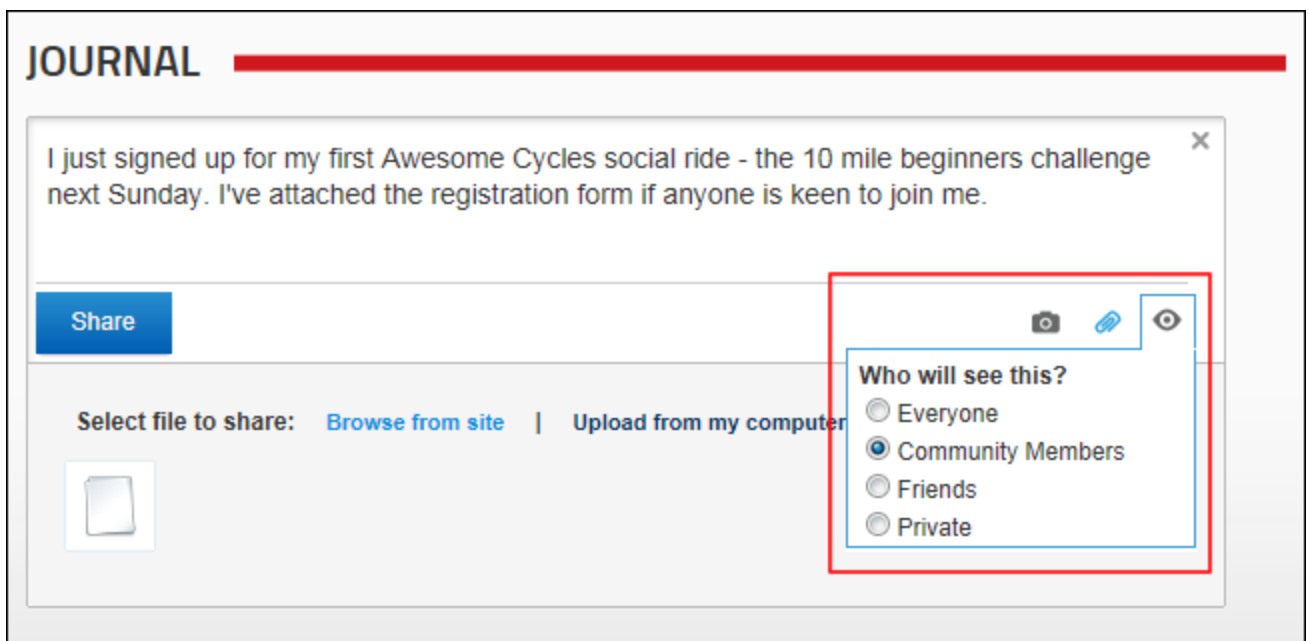 JOURNAL
I just signed up for my first Awesome Cycles social ride - the 10 mile beginners challenge
next Sunday. I've attached the registration form if anyone is keen to join me.
Share
Who will see this?
Everyone
Community Members
Friends
Private
Select file to share: Browse from site | Upload from my computer